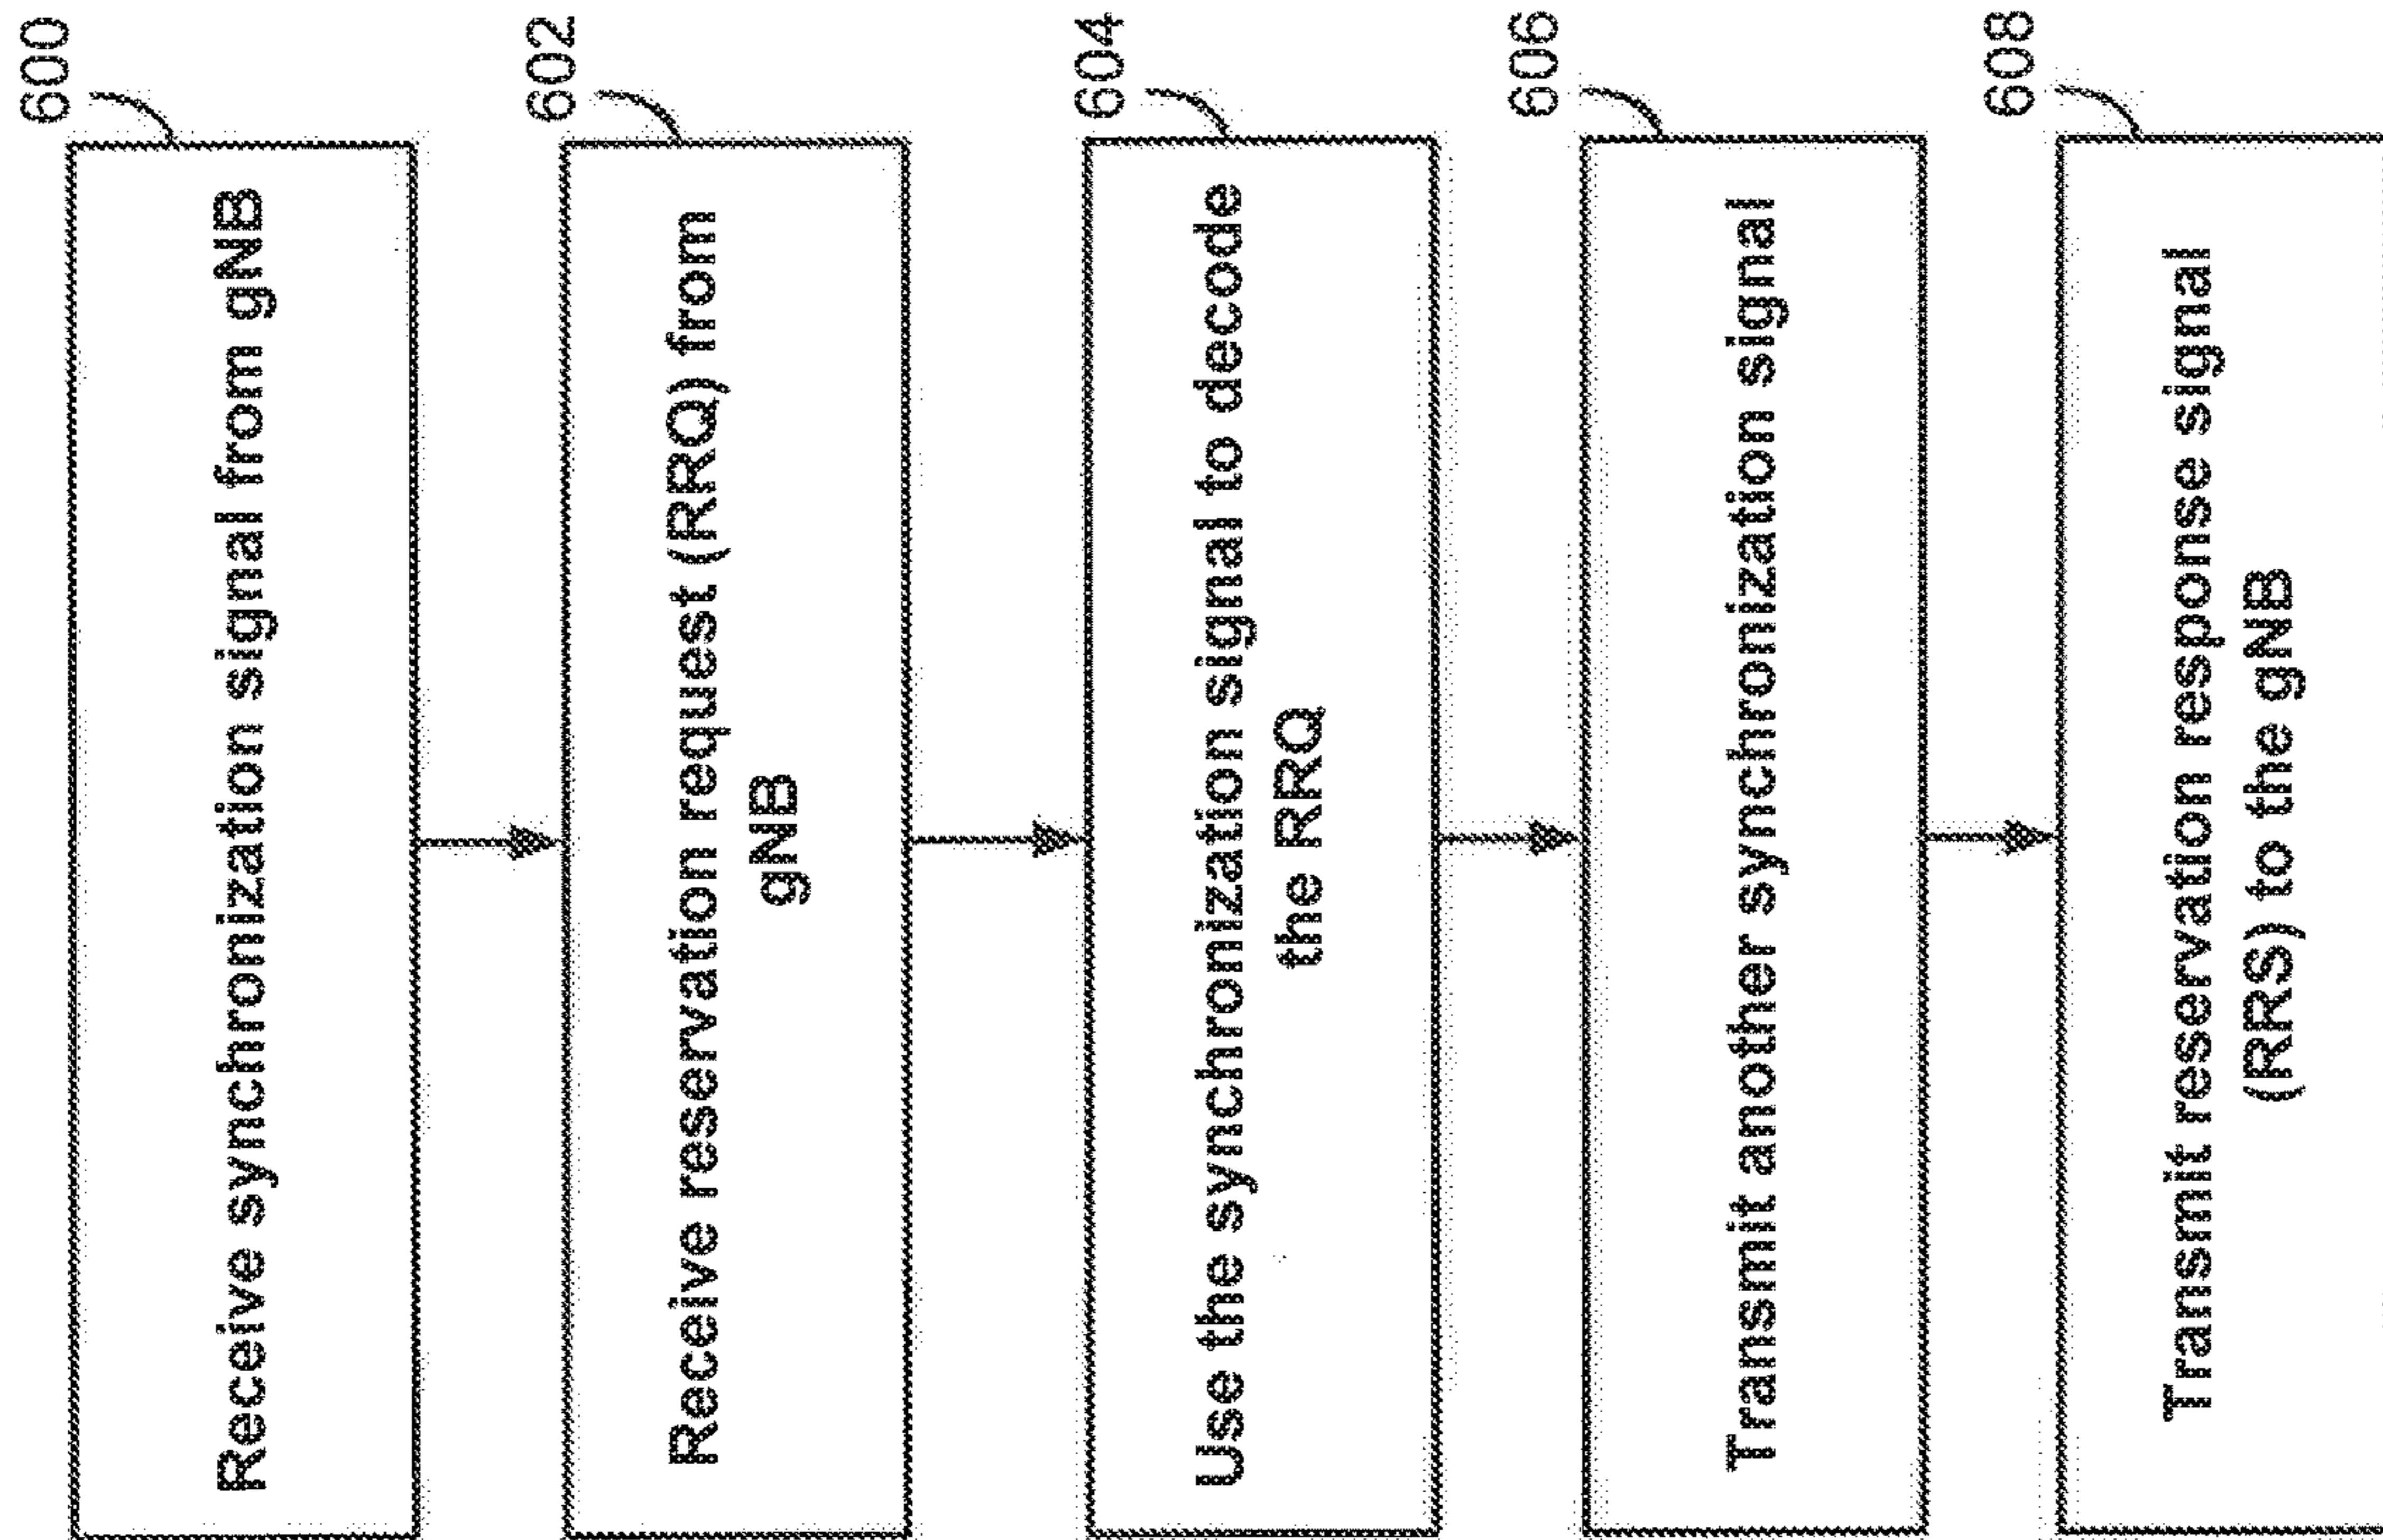 600
Receive synchronization signal from gNB
602
Receive reservation request (RRQ) from
gNB
604
Use the synchronization signal to decode
the RRQ
606
Transmit another synchronization signal
608
Transmit reservation response signal
(RRS) to the gNB